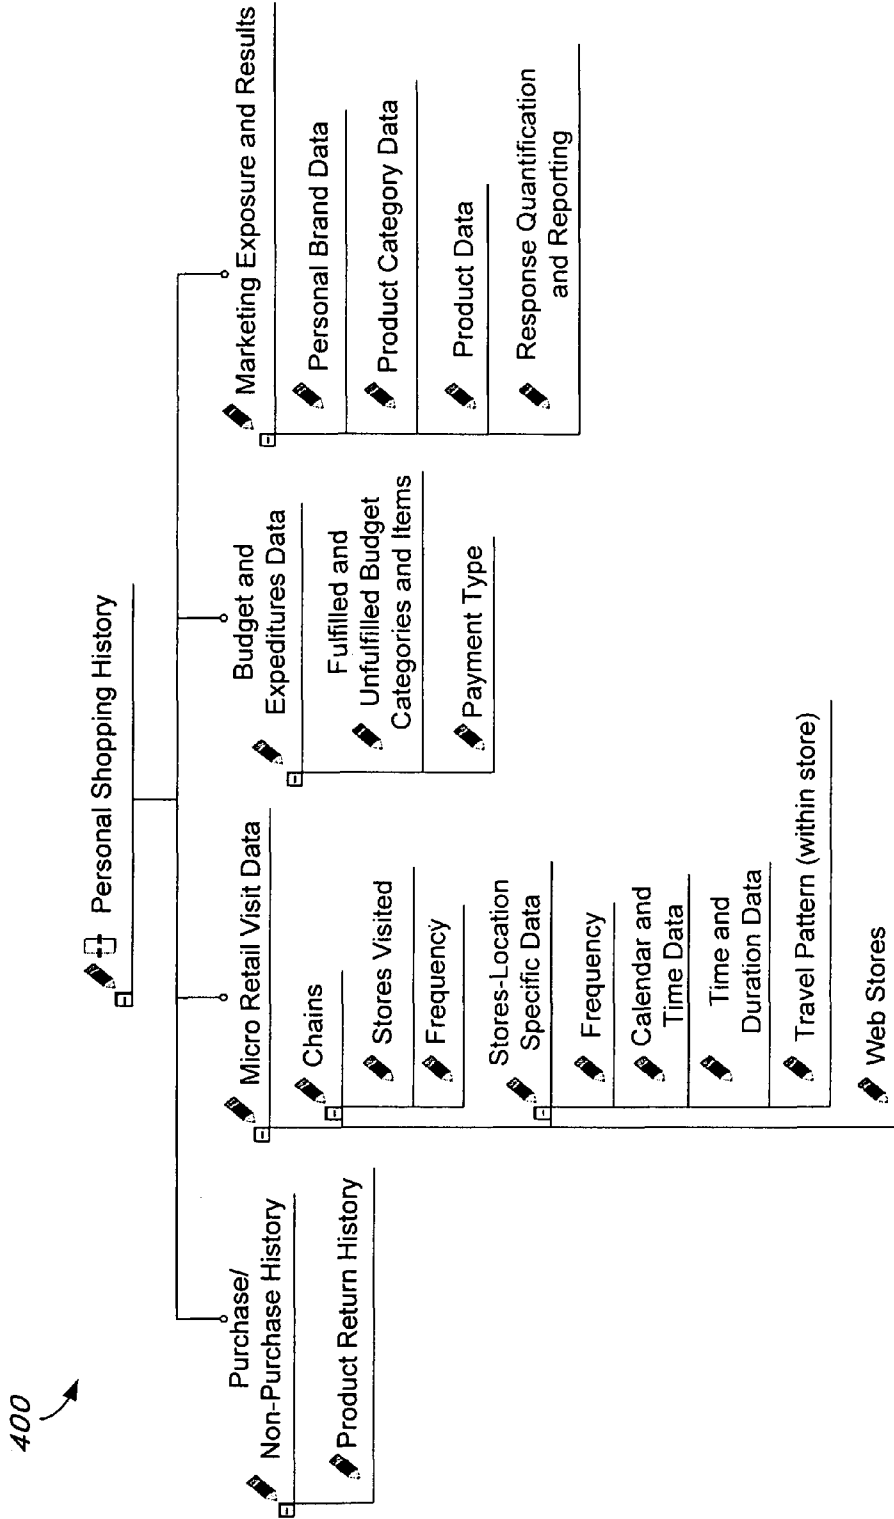 400
Personal Shopping History
Purchase/
Non-Purchase History
Product Return History
Micro Retail Visit Data
Chains
Stores Visited
Frequency
Stores-Location
Specific Data
Frequency
Calendar and
Time Data
Time and
Duration Data
Travel Pattern (within store)
Web Stores
Budget and
Expeditures Data
Fulfilled and
Unfulfilled Budget
Categories and Items
Payment Type
Marketing Exposure and Results
Personal Brand Data
Product Category Data
Product Data
Response Quantification
and Reporting